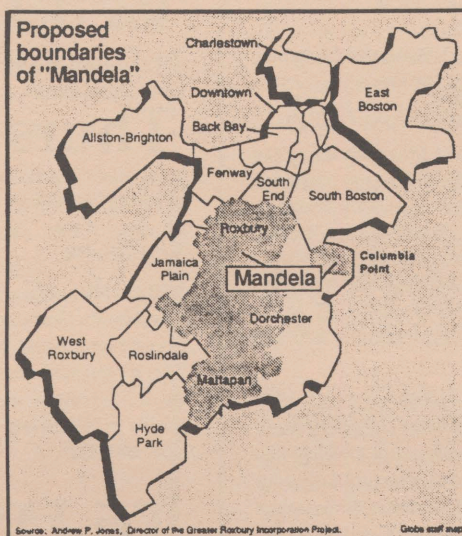 Proposed
boundaries
of "Mandela"
Charlestown
East
Boston
Downtown
Back Bay
Allston-Brighton
Fenway
South
End
South Boston
Roxbury
Jamaica
Plain
Mandela
Columbia
Point
Dorchester
West
Roxbury
Roslindale
Mattapan
Hyde
Park
Source: Andrew P. Jones, Director of the Greater Roxbury Incorporation Project.
Globe staff map